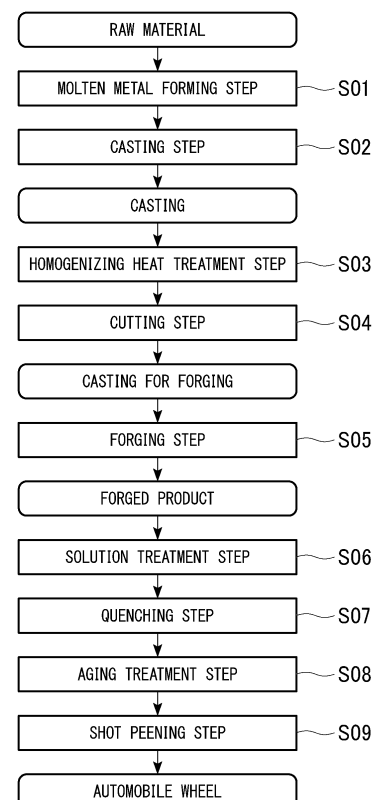 RAW MATERIAL
MOLTEN METAL FORMING STEP S01
CASTING STEP S02
CASTING
HOMOGENIZING HEAT TREATMENT STEP S03
CUTTING STEP S04
CASTING FOR FORGING
FORGING STEP S05
FORGED PRODUCT
SOLUTION TREATMENT STEP S06
QUENCHING STEP S07
AGING TREATMENT STEP S08
SHOT PEENING STEP S09
AUTOMOBILE WHEEL